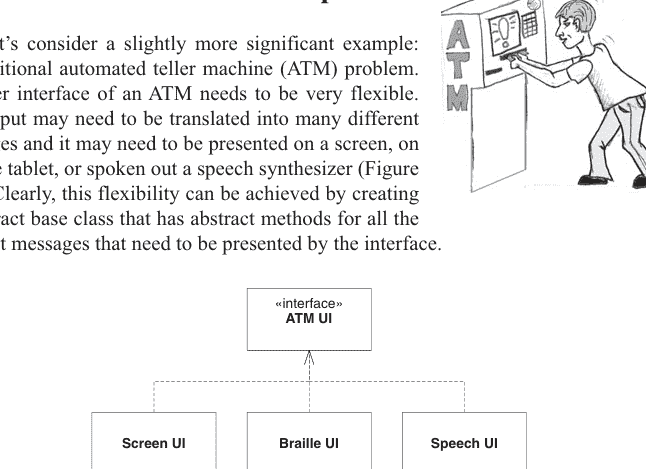 t’s consider a slightly more significant example:
itional automated teller machine (ATM) problem.
er interface of an ATM needs to be very flexible.
put may need to be translated into many different
es and it may need to be presented on a screen, on
e tablet, or spoken out a speech synthesizer (Figure
Clearly, this flexibility can be achieved by creating
ract base class that has abstract methods for all the
t messages that need to be presented by the interface.
ATM
«interface»
ATM UI
Screen UI Braille UI Speech UI